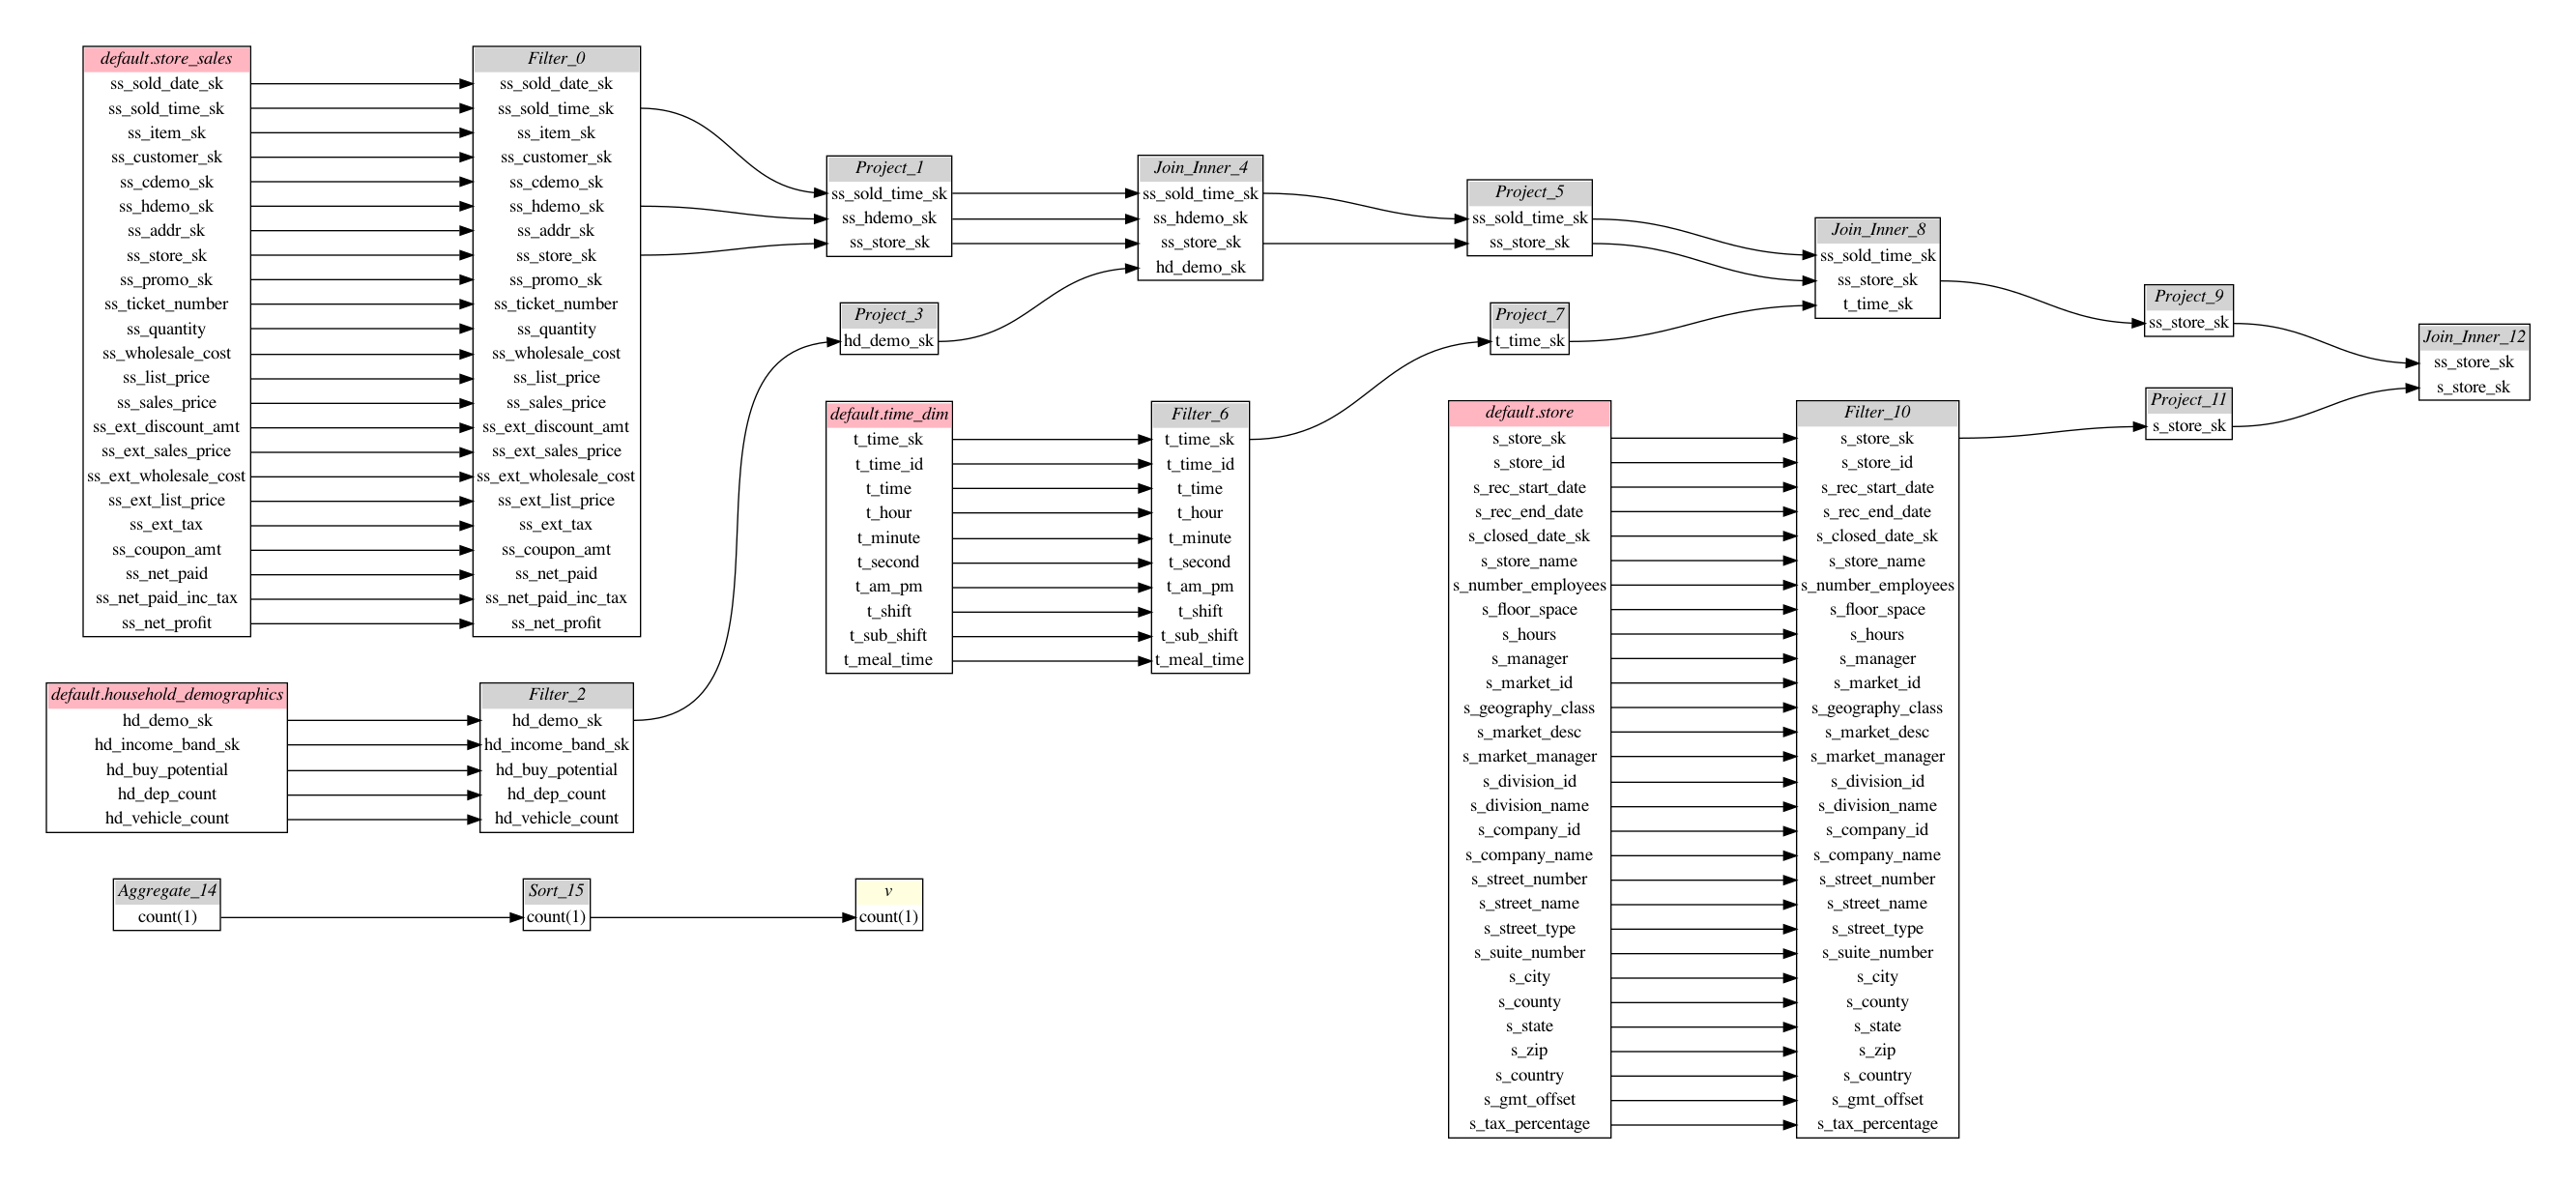 default.store_sales
ss_sold_date_sk
ss_sold_time_sk
ss_item_sk
ss_customer_sk
ss_cdemo_sk
ss_hdemo_sk
ss_addr_sk
ss_store_sk
ss_promo_sk
ss_ticket_number
ss_quantity
ss_wholesale_cost
ss_list_price
ss_sales_price
ss_ext_discount_amt
ss_ext_sales_price
ss_ext_wholesale_cost
ss_ext_list_price
ss_ext_tax
ss_coupon_amt
ss_net_paid
ss_net_paid_inc_tax
ss_net_profit
Filter_0
ss_sold_date_sk
ss_sold_time_sk
ss_item_sk
ss_customer_sk
ss_cdemo_sk
ss_hdemo_sk
ss_addr_sk
ss_store_sk
ss_promo_sk
ss_ticket_number
ss_quantity
ss_wholesale_cost
ss_list_price
ss_sales_price
ss_ext_discount_amt
ss_ext_sales_price
ss_ext_wholesale_cost
ss_ext_list_price
ss_ext_tax
ss_coupon_amt
ss_net_paid
ss_net_paid_inc_tax
ss_net_profit
Project_1
ss_sold_time_sk
ss_hdemo_sk
ss_store_sk
Join_Inner_4
ss_sold_time_sk
ss_hdemo_sk
ss_store_sk
hd_demo_sk
Project_5
ss_sold_time_sk
ss_store_sk
Join_Inner_8
ss_sold_time_sk
ss_store_sk
t_time_sk
Project_9
ss_store_sk
Join_Inner_12
ss_store_sk
s_store_sk
Project_3
hd_demo_sk
Project_7
t_time_sk
Project_11
s_store_sk
default.time_dim
t_time_sk
t_time_id
t_time
t_hour
t_minute
t_second
t_am_pm
t_shift
t_sub_shift
t_meal_time
Filter_6
t_time_sk
t_time_id
t_time
t_hour
t_minute
t_second
t_am_pm
t_shift
t_sub_shift
t_meal_time
default.store
s_store_sk
s_store_id
s_rec_start_date
s_rec_end_date
s_closed_date_sk
s_store_name
s_number_employees
s_floor_space
s_hours
s_manager
s_market_id
s_geography_class
s_market_desc
s_market_manager
s_division_id
s_division_name
s_company_id
s_company_name
s_street_number
s_street_name
s_street_type
s_suite_number
s_city
s_county
s_state
s_zip
s_country
s_gmt_offset
s_tax_percentage
Filter_10
s_store_sk
s_store_id
s_rec_start_date
s_rec_end_date
s_closed_date_sk
s_store_name
s_number_employees
s_floor_space
s_hours
s_manager
s_market_id
s_geography_class
s_market_desc
s_market_manager
s_division_id
s_division_name
s_company_id
s_company_name
s_street_number
s_street_name
s_street_type
s_suite_number
s_city
s_county
s_state
s_zip
s_country
s_gmt_offset
s_tax_percentage
default.household_demographics
hd_demo_sk
hd_income_band_sk
hd_buy_potential
hd_dep_count
hd_vehicle_count
Filter_2
hd_demo_sk
hd_income_band_sk
hd_buy_potential
hd_dep_count
hd_vehicle_count
Aggregate_14
count(1)
Sort_15
count(1)
v
count(1)